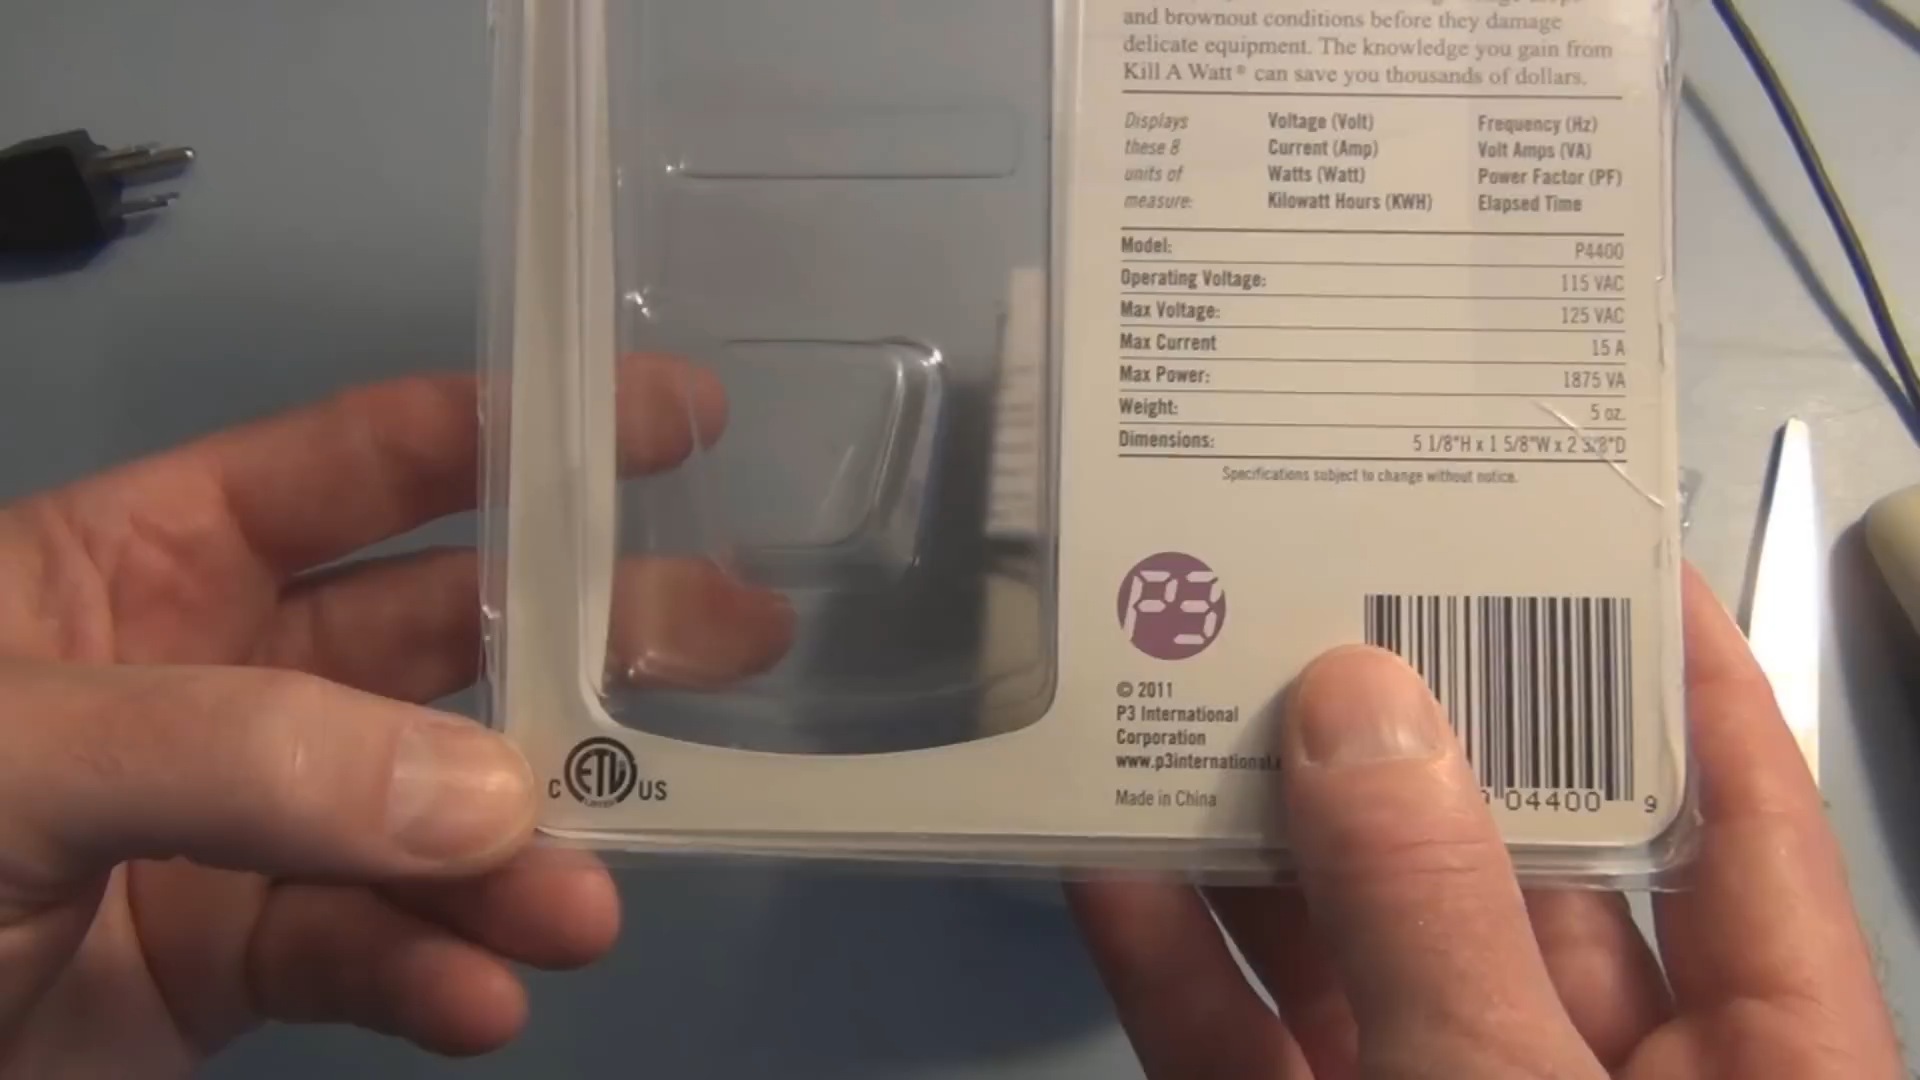 and brownout conditions before they damage
delicate equipment. The knowledge you gain from
Kill A Watt® can save you thousands of dollars.
Displays these 8 units of measure:
Voltage (Volt)
Current (Amp)
Watts (Watt)
Kilowatt Hours (KWH)
Frequency (Hz)
Volt Amps (VA)
Power Factor (PF)
Elapsed Time
Model: P4400
Operating Voltage: 115 VAC
Max Voltage: 125 VAC
Max Current 15 A
Max Power: 1875 VA
Weight: 5 oz.
Dimensions: 5 1/8"H x 1 5/8"W x 2 3/8"D
Specifications subject to change without notice.
P3
© 2011
P3 International
Corporation
www.p3international.
Made in China
C ETL US
04400 9